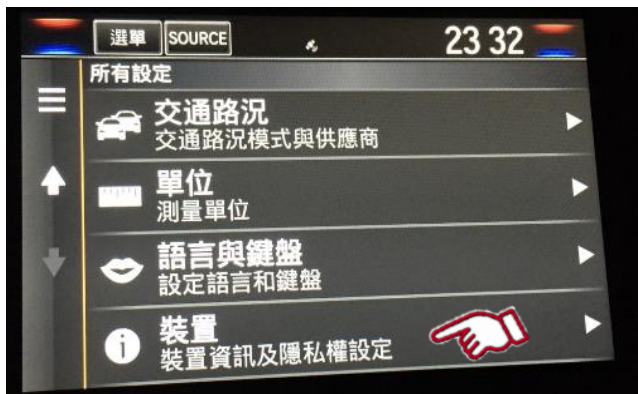 選單 SOURCE 23 32
所有設定
交通路況
交通路況模式與供應商
單位
測量單位
語言與鍵盤
設定語言和鍵盤
裝置
裝置資訊及隱私權設定